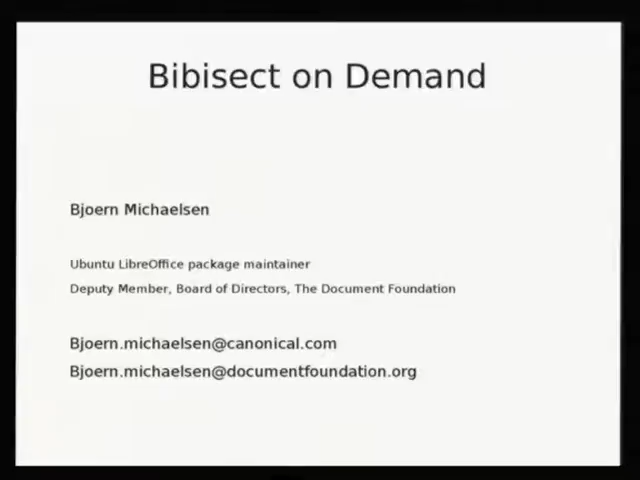 Bibisect on Demand
Bjoern Michaelsen
Ubuntu LibreOffice package maintainer
Deputy Member, Board of Directors, The Document Foundation
Bjoern.michaelsen@canonical.com
Bjoern.michaelsen@documentfoundation.org